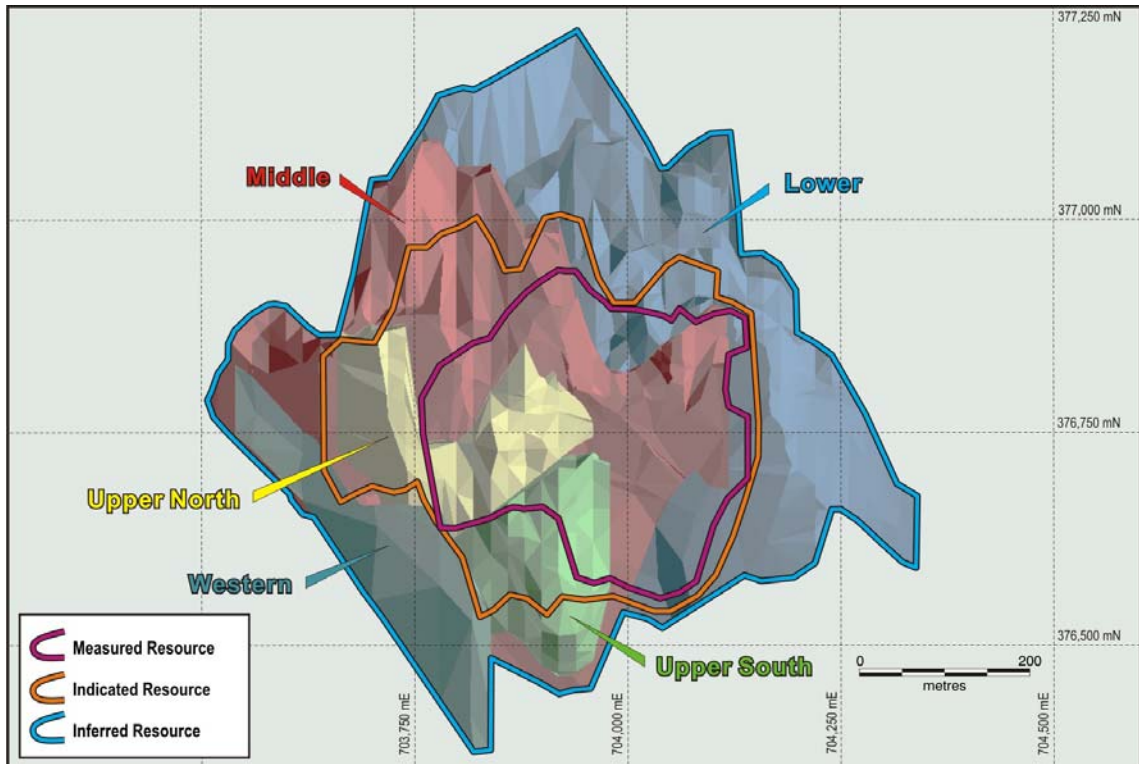 377,250 mN
Middle
Lower
377,000 mN
376,750 mN
Upper North
Western
376,500 mN
Measured Resource
Indicated Resource
Inferred Resource
Upper South
0 200
metres
703,750 mE
704,000 mE
704,250 mE
704,500 mE